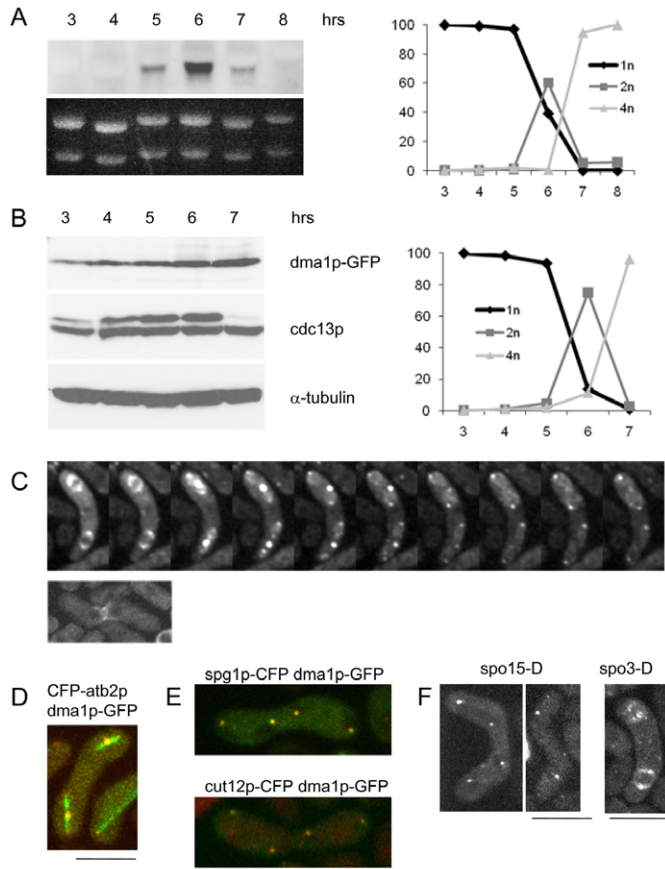 A
3 4 5 6 7 8 hrs
100
80
60
40
20
0
1n
2n
4n
3 4 5 6 7 8
B
3 4 5 6 7 hrs
dma1p-GFP
cdc13p
α-tubulin
100
80
60
40
20
0
1n
2n
4n
3 4 5 6 7
C
D
CFP-atb2p
dma1p-GFP
E
spg1p-CFP dma1p-GFP
cut12p-CFP dma1p-GFP
F
spo15-D spo3-D